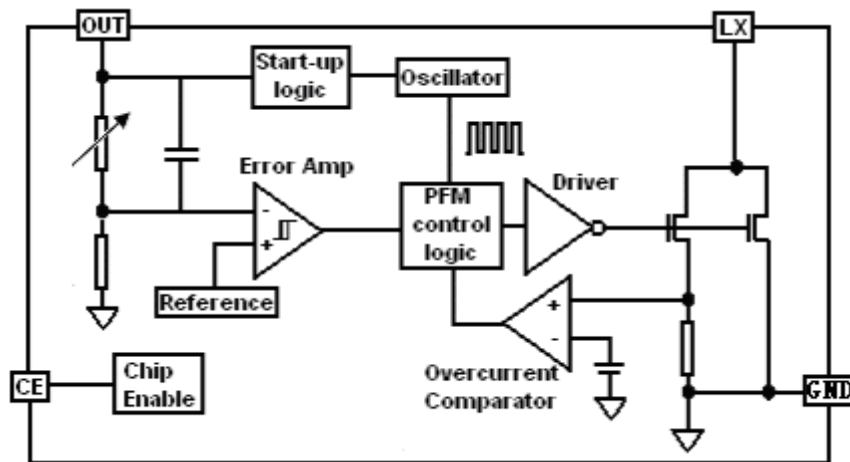 OUT
LX
Start-up
logic
Oscillator
Error Amp
PFM
control
logic
Driver
-
+
Reference
+
-
Overcurrent
Comparator
CE
Chip
Enable
GND